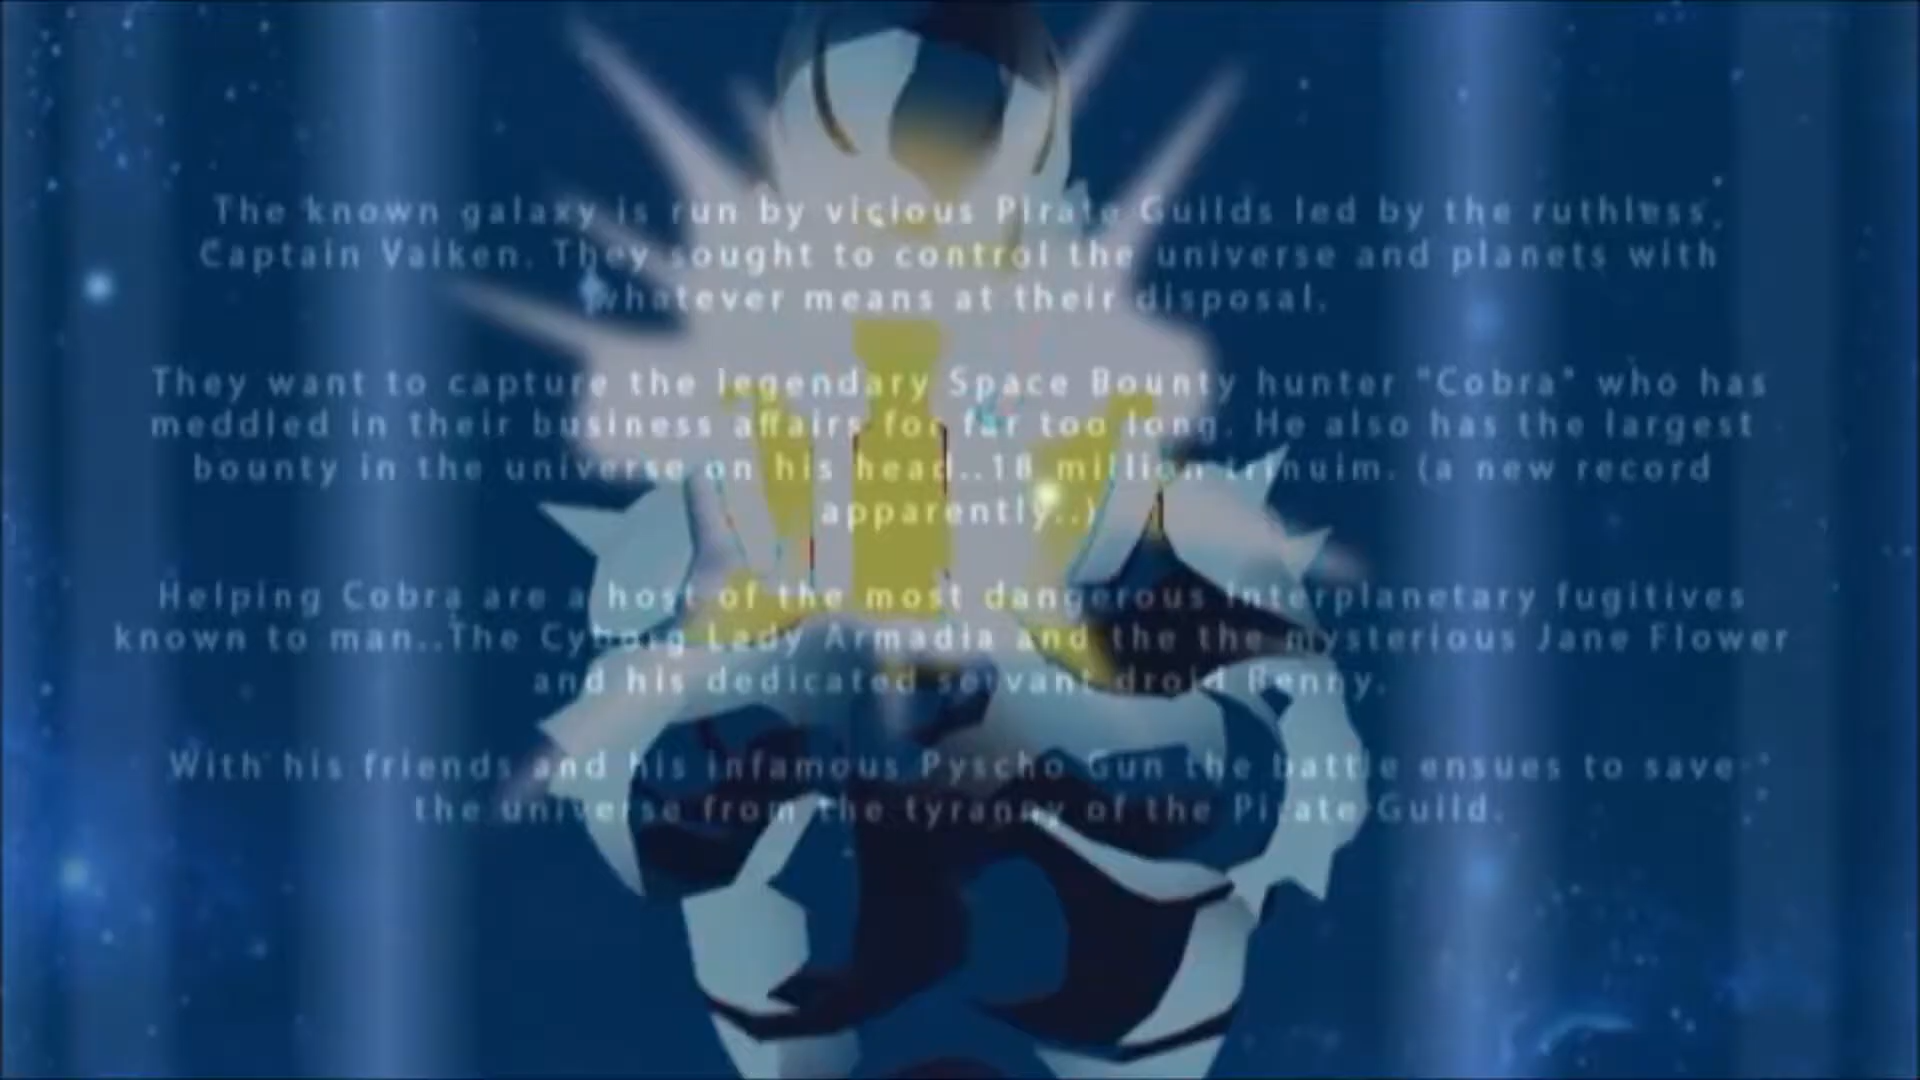 The known galaxy is run by vicious Pirate Guilds led by the ruthless,
Captain Valken. They sought to control the universe and planets with
whatever means at their disposal.
They want to capture the legendary Space Bounty hunter "Cobra" who has
meddled in their business affairs for far too long. He also has the largest
bounty in the universe on his head..18 million trinuim. (a new record
apparently..)
Helping Cobra are a host of the most dangerous interplanetary fugitives
known to man..The Cyborg Lady Armadia and the the mysterious Jane Flower
and his dedicated servant droid Benny.
With his friends and his infamous Pyscho Gun the battle ensues to save
the universe from the tyranny of the Pirate Guild.